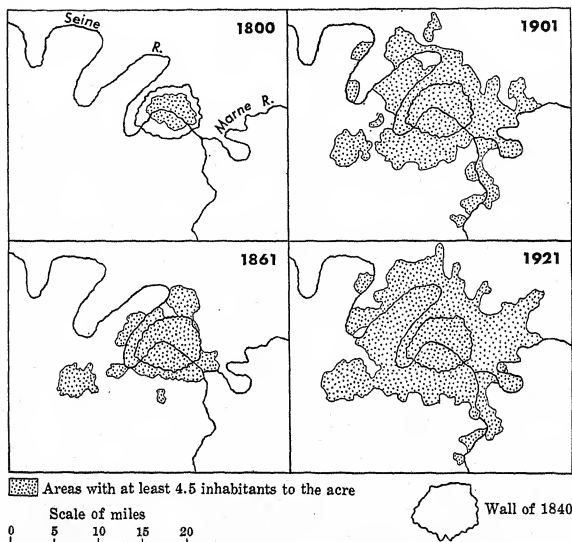 Seine
R.
1800
Marne R.
1901
1861
1921
Areas with at least 4.5 inhabitants to the acre
Scale of miles
0 5 10 15 20
Wall of 1840